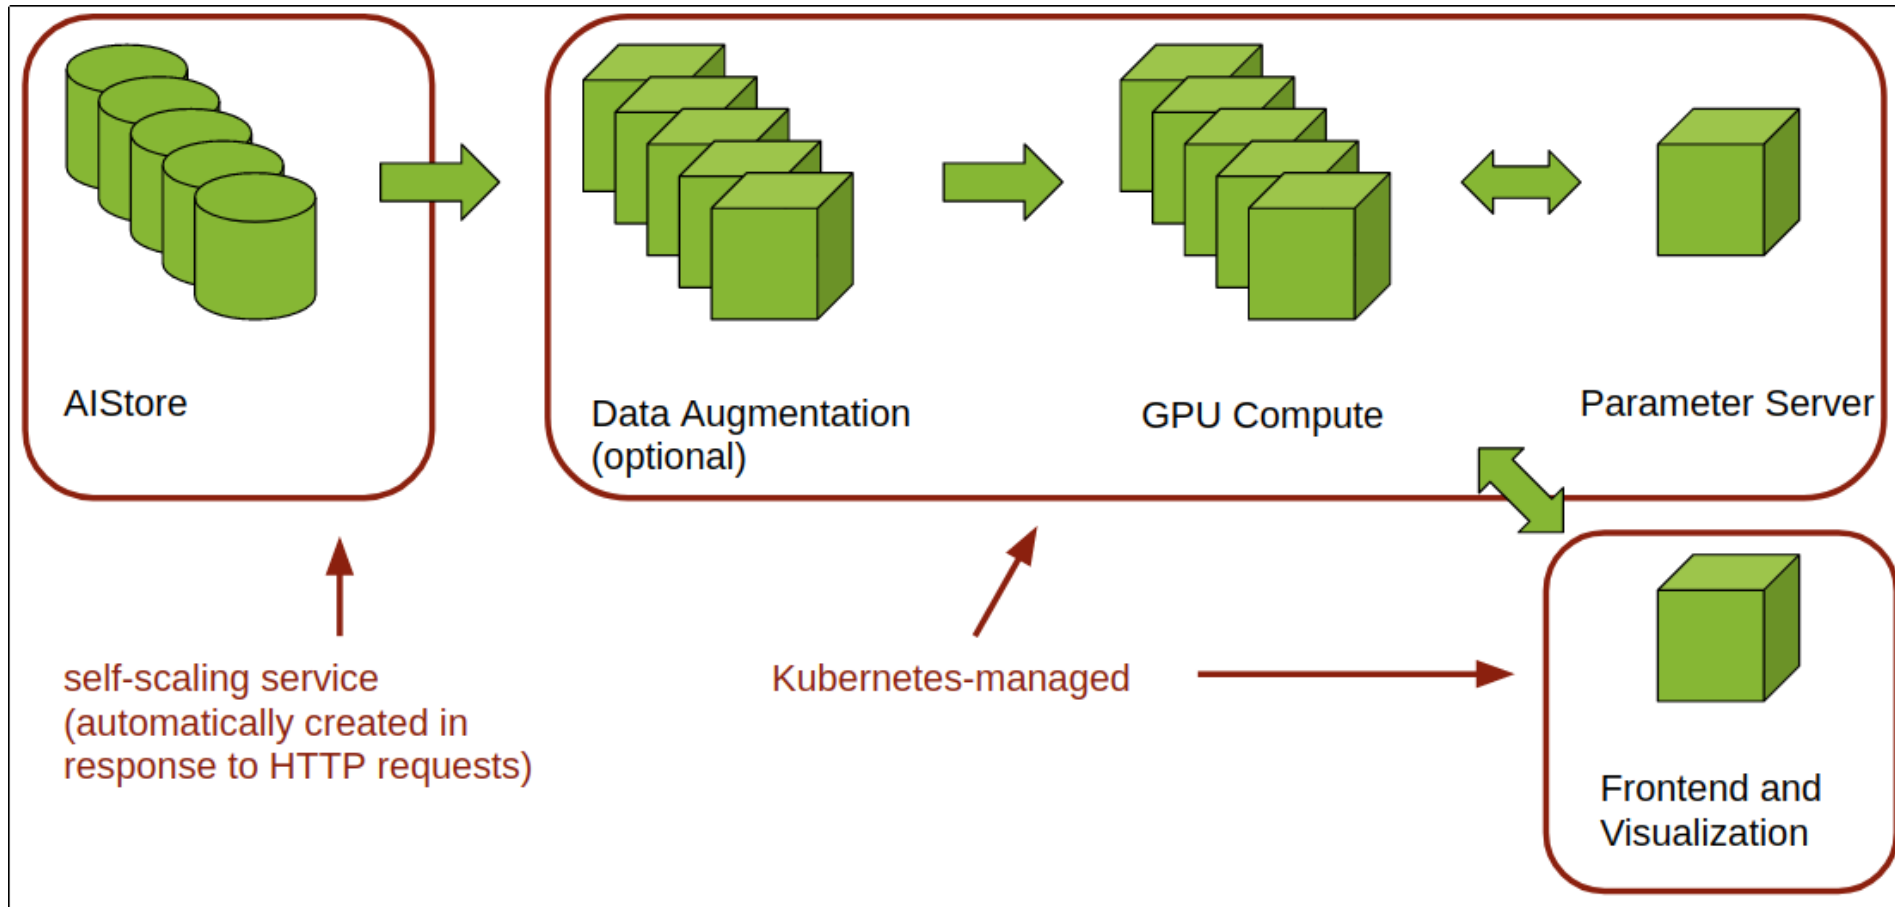 AIStore
Data Augmentation
(optional)
GPU Compute
Parameter Server
self-scaling service
(automatically created in
response to HTTP requests)
Kubernetes-managed
Frontend and
Visualization